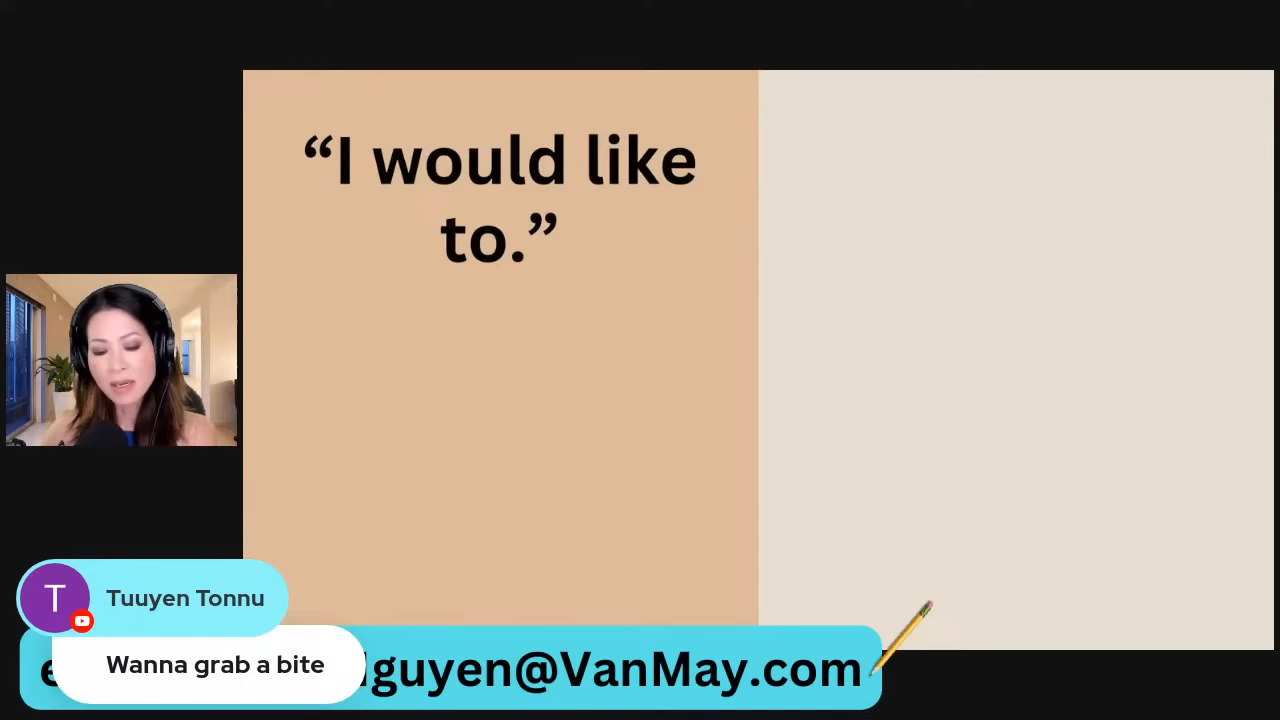 “I would like
to.”
T
Tuuyen Tonnu
Wanna grab a bite
guyen@VanMay.com